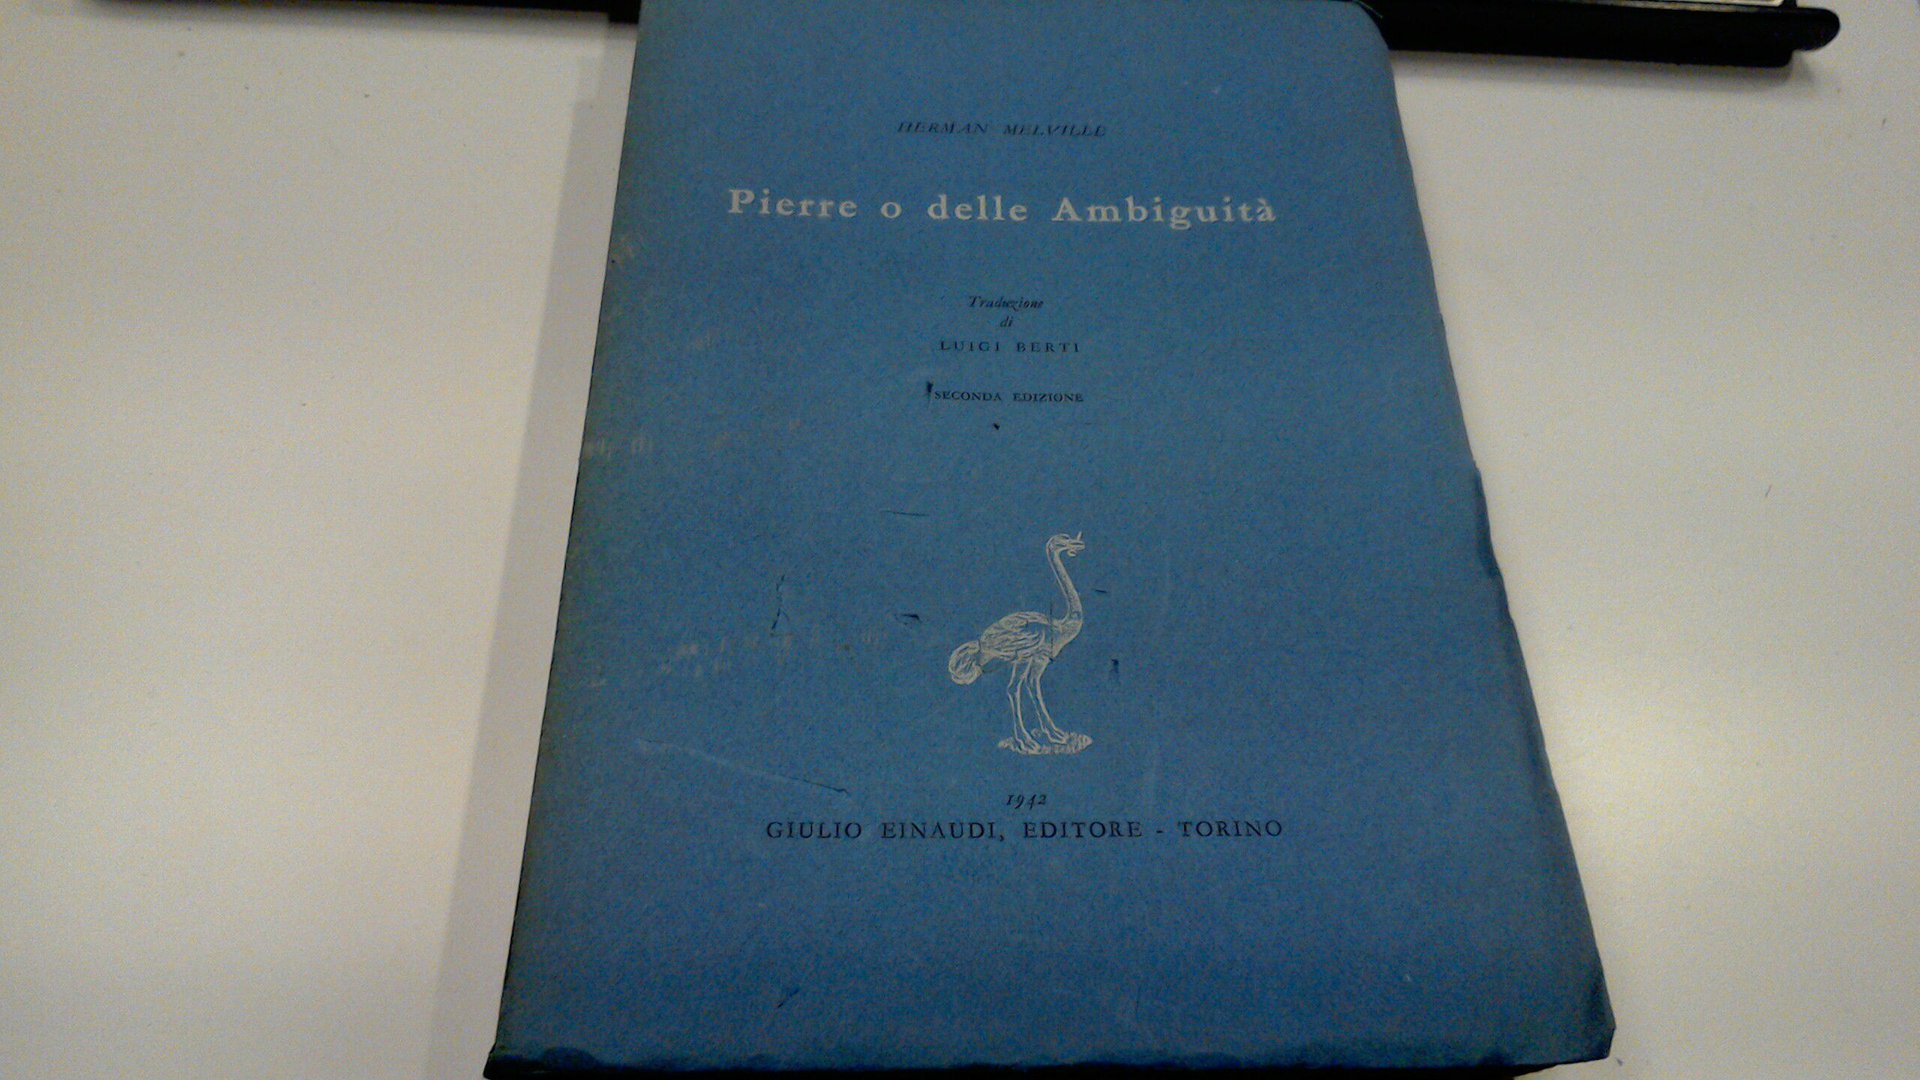 HERMAN MELVILLE
Pierre o delle Ambiguità
Traduzione
di
LUIGI BERTI
SECONDA EDIZIONE
1942
GIULIO EINAUDI, EDITORE - TORINO